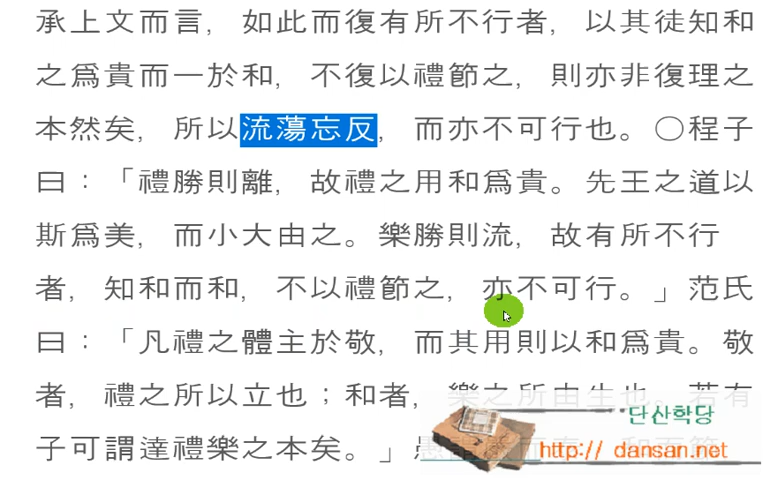 承上文而言, 如此而復有所不行者, 以其徒知和
之爲貴而一於和, 不復以禮節之, 則亦非復理之
本然矣, 所以流蕩忘反, 而亦不可行也。○程子
曰：「禮勝則離, 故禮之用和爲貴。先王之道以
斯爲美, 而小大由之。樂勝則流, 故有所不行
者, 知和而和, 不以禮節之, 亦不可行。」范氏
曰：「凡禮之體主於敬, 而其用則以和爲貴。敬
者, 禮之所以立也；和者, 樂之所由生也。若有
子可謂達禮樂之本矣。」愚
단산학당
http:// dansan.net